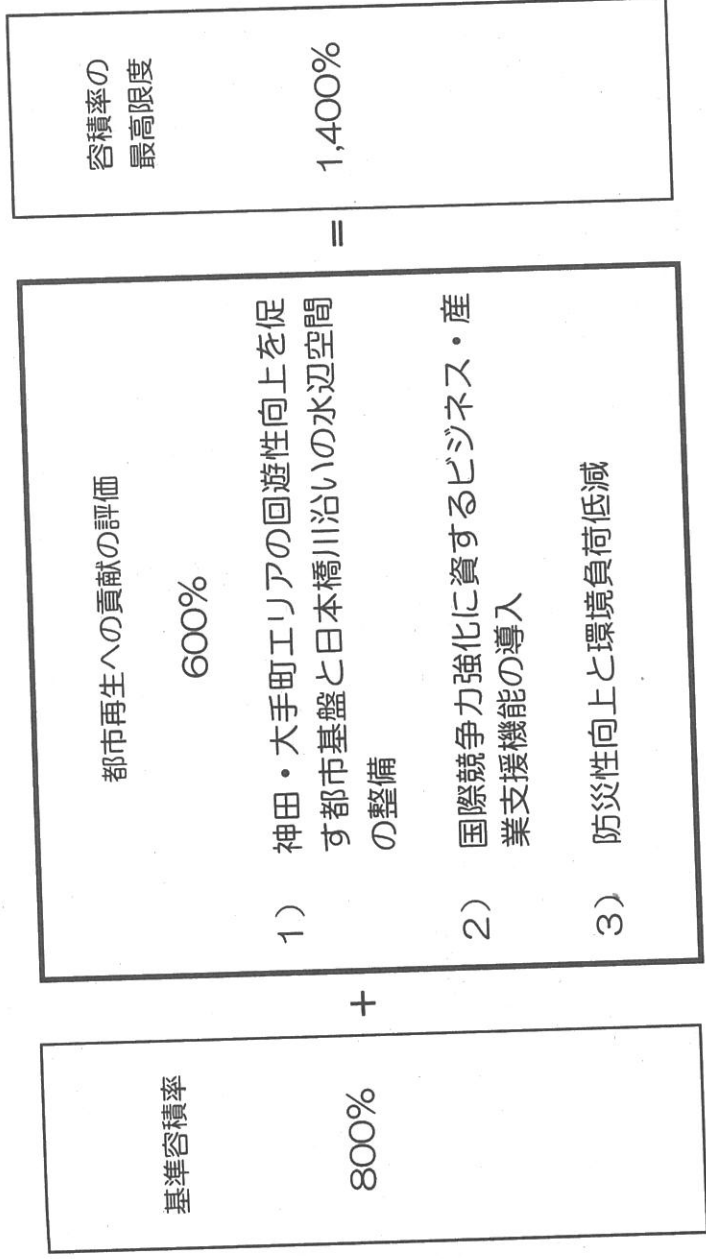 基準容積率
800%
+
都市再生への貢献の評価
600%
1） 神田・大手町エリアの回遊性向上を促
す都市基盤と日本橋川沿いの水辺空間
の整備
2） 国際競争力強化に資するビジネス・産
業支援機能の導入
3） 防災性向上と環境負荷低減
=
容積率の
最高限度
1,400%